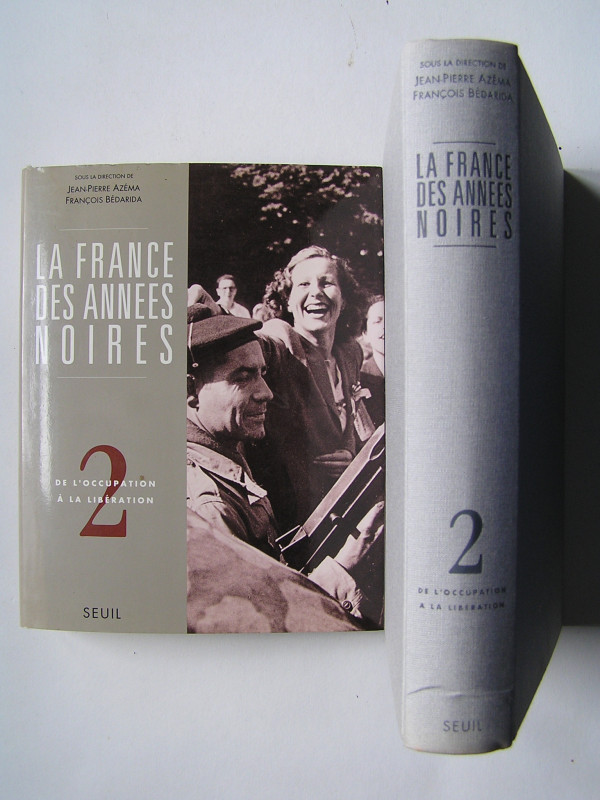 SOUS LA DIRECTION DE
JEAN-PIERRE AZÉMA
FRANÇOIS BÉDARIDA
LA FRANCE
DES ANNEES
NOIRES
2
DE L'OCCUPATION
À LA LIBÉRATION
SEUIL
SOUS LA DIRECTION DE
JEAN-PIERRE AZÉMA
FRANÇOIS BÉDARIDA
LA FRANCE
DES ANNEES
NOIRES
2
DE L'OCCUPATION
A LA LIBÉRATION
SEUIL